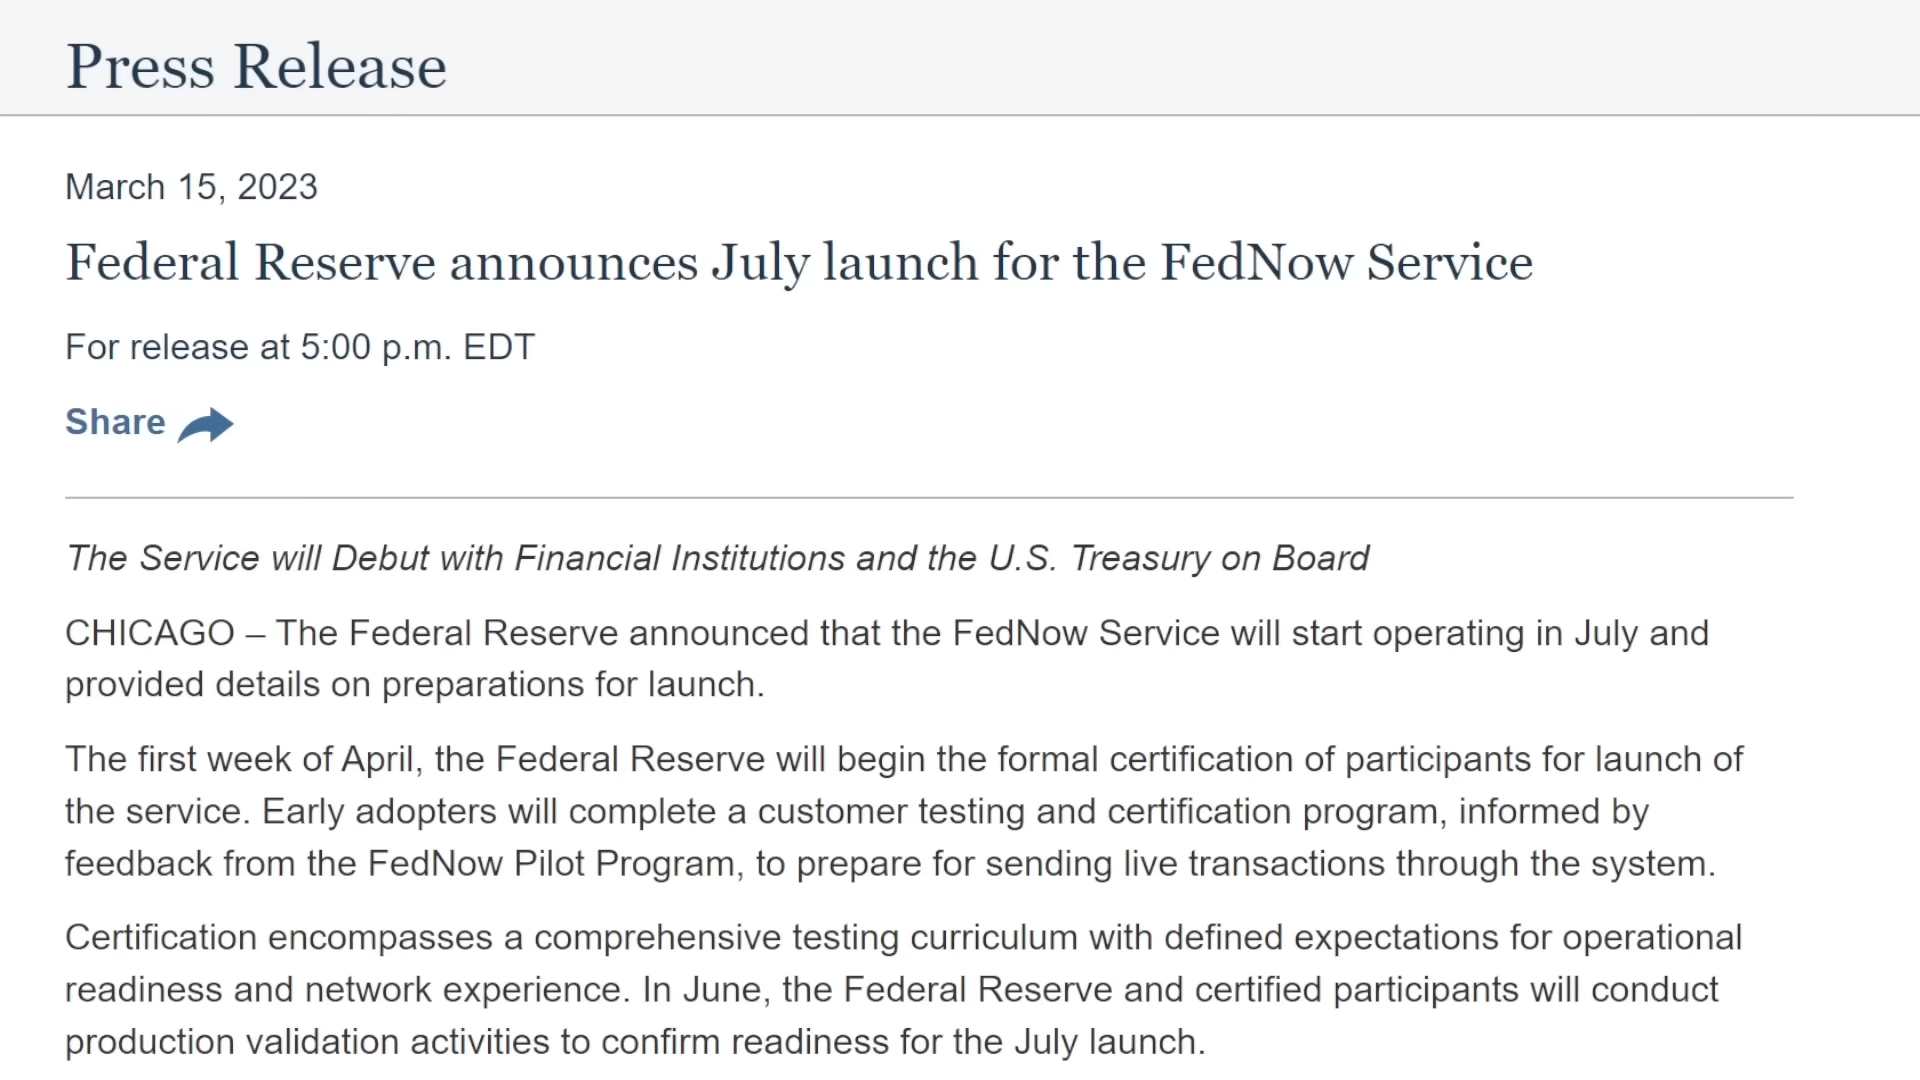 Press Release
March 15, 2023
Federal Reserve announces July launch for the FedNow Service
For release at 5:00 p.m. EDT
Share
The Service will Debut with Financial Institutions and the U.S. Treasury on Board
CHICAGO – The Federal Reserve announced that the FedNow Service will start operating in July and
provided details on preparations for launch.
The first week of April, the Federal Reserve will begin the formal certification of participants for launch of
the service. Early adopters will complete a customer testing and certification program, informed by
feedback from the FedNow Pilot Program, to prepare for sending live transactions through the system.
Certification encompasses a comprehensive testing curriculum with defined expectations for operational
readiness and network experience. In June, the Federal Reserve and certified participants will conduct
production validation activities to confirm readiness for the July launch.